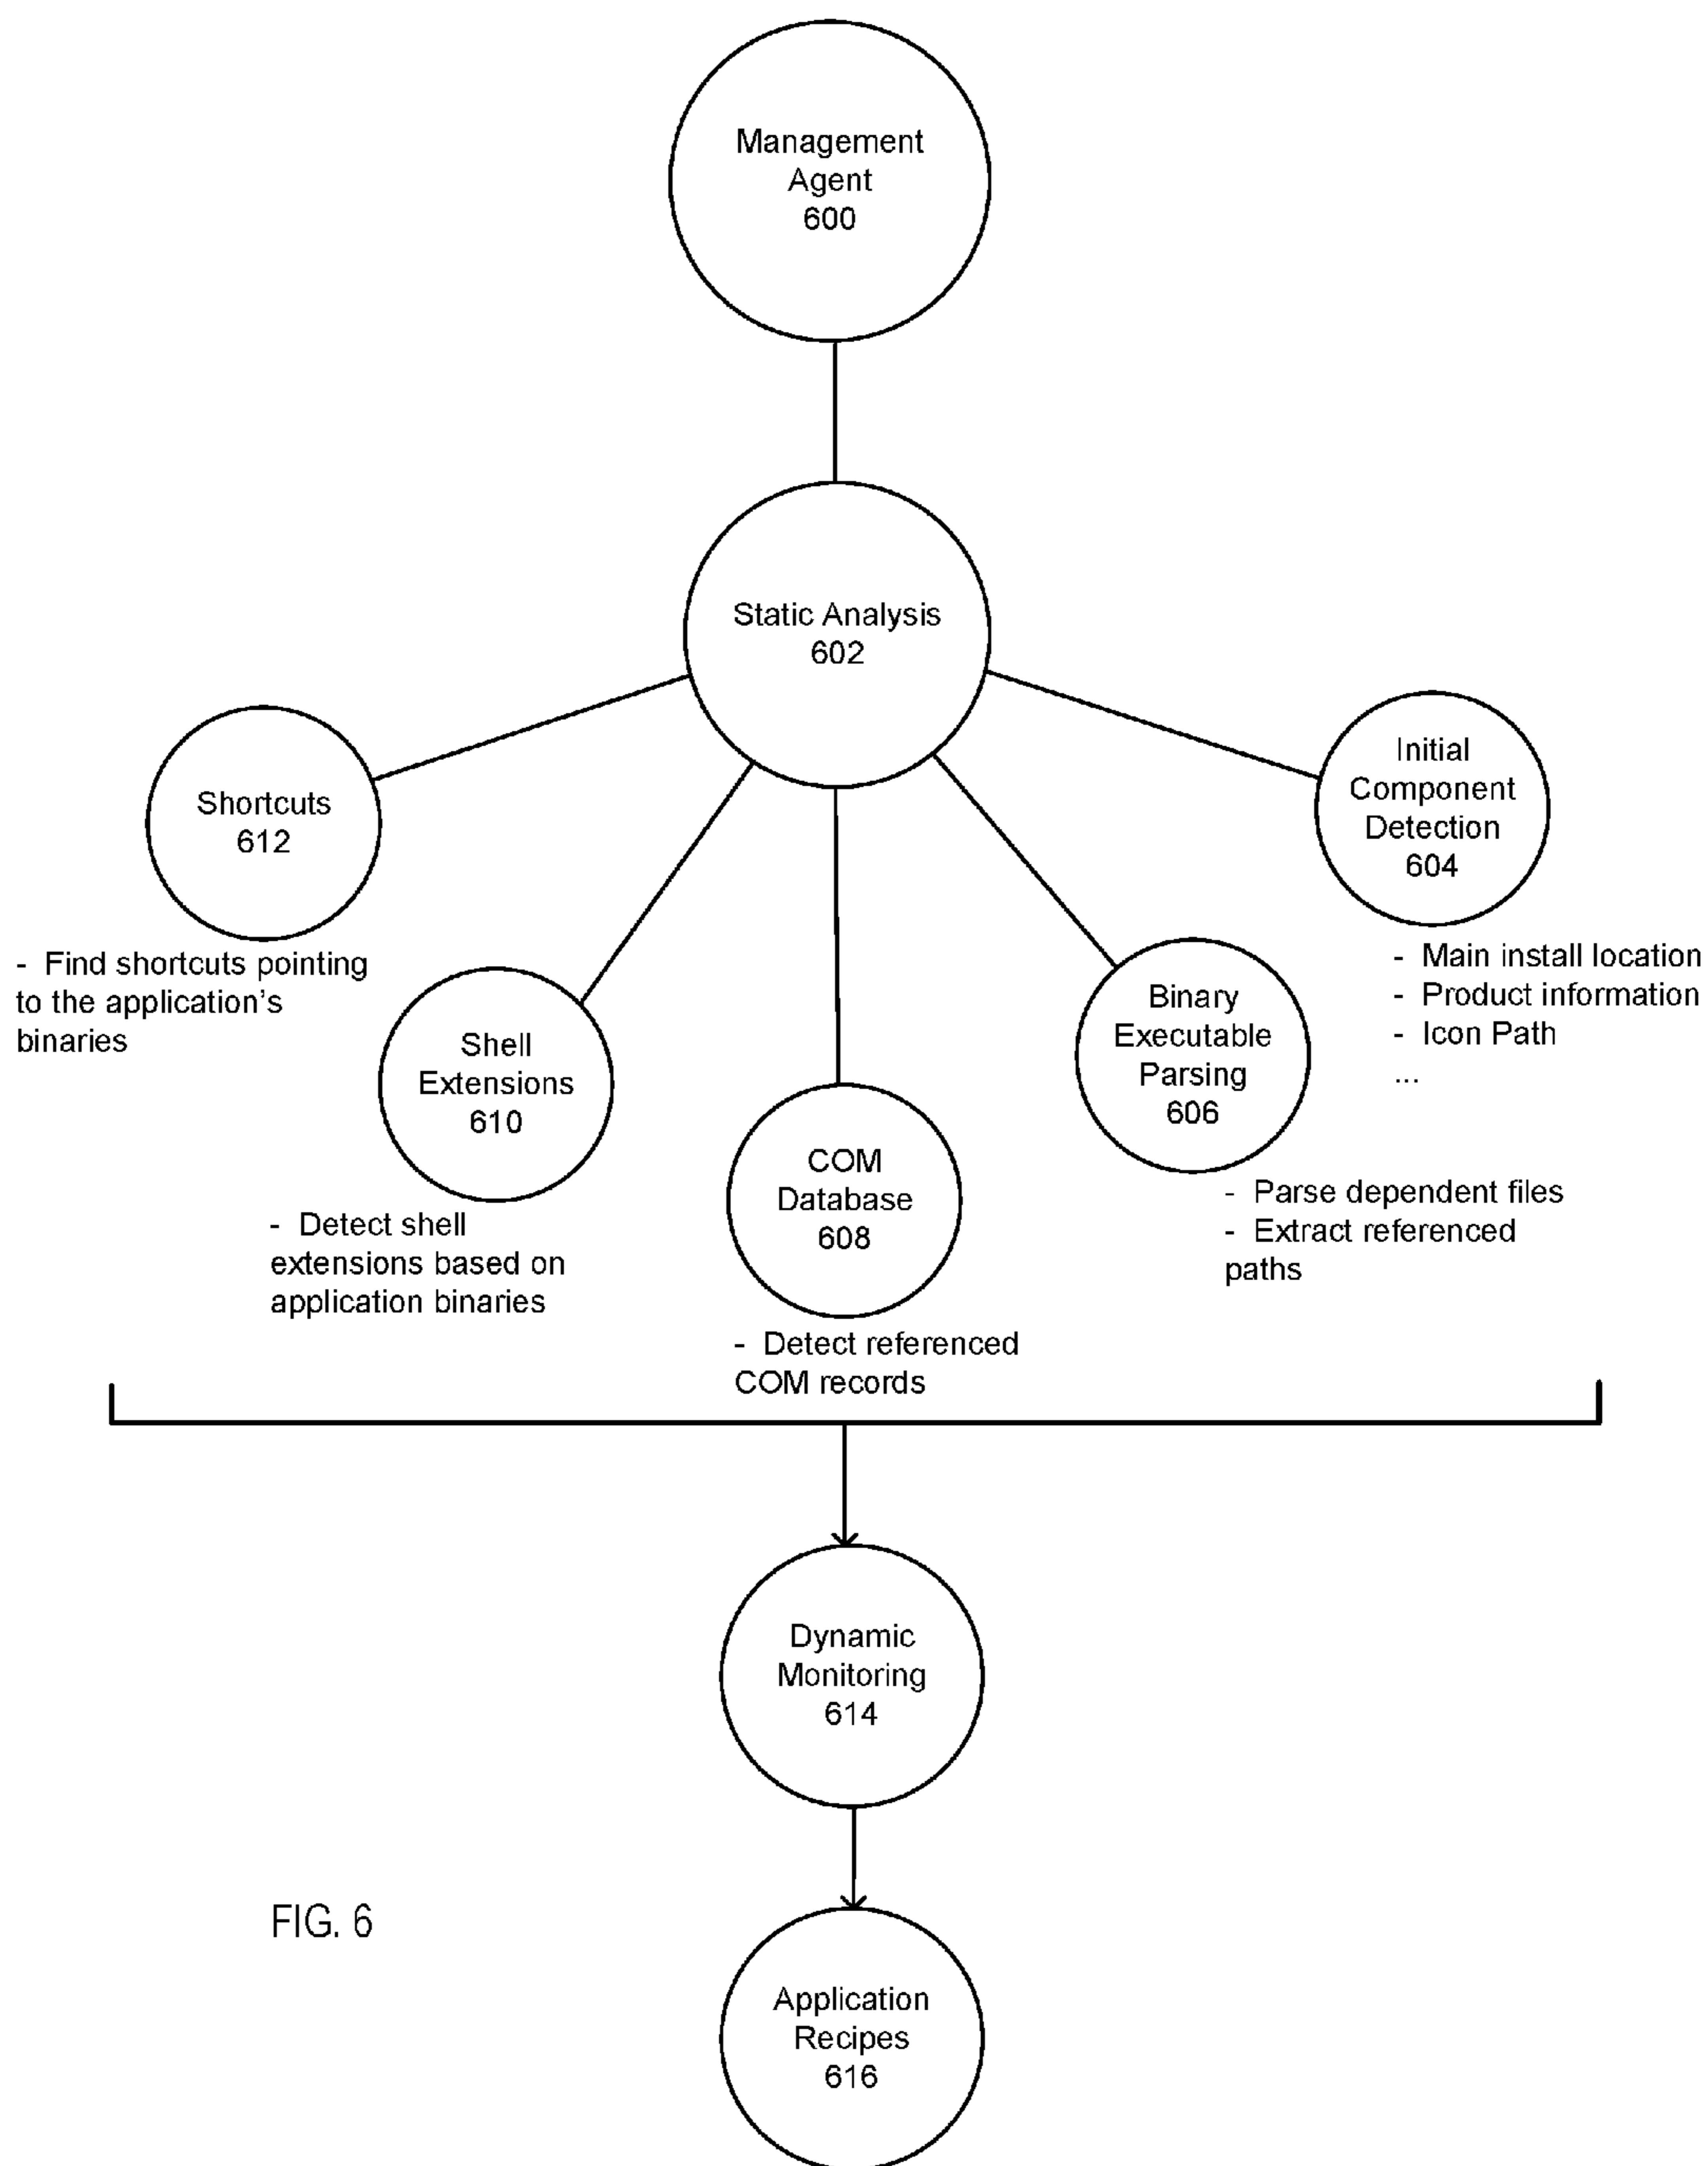 Management
Agent
600
Static Analysis
602
Shortcuts
612
- Find shortcuts pointing
to the application's
binaries
Shell
Extensions
610
- Detect shell
extensions based on
application binaries
COM
Database
608
- Detect referenced
COM records
Binary
Executable
Parsing
606
- Parse dependent files
- Extract referenced
paths
Initial
Component
Detection
604
- Main install location
- Product information
- Icon Path
...
Dynamic
Monitoring
614
Application
Recipes
616
FIG. 6